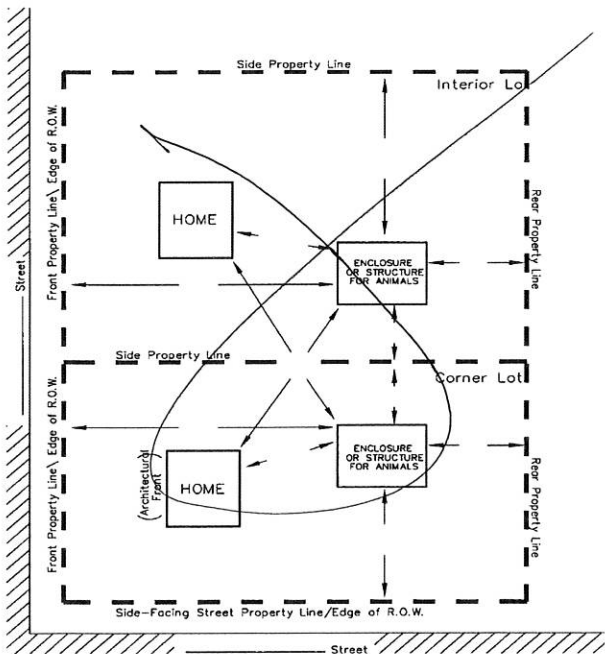 Side Property Line
Interior Lo
Front Property Line\ Edge of R.O.W.
HOME
ENCLOSURE
OR STRUCTURE
FOR ANIMALS
Rear Property Line
Street
Side Property Line
Corner Lot
Front Property Line\ Edge of R.O.W.
(Architectural
Front)
HOME
ENCLOSURE
OR STRUCTURE
FOR ANIMALS
Rear Property Line
Side-Facing Street Property Line/Edge of R.O.W.
Street